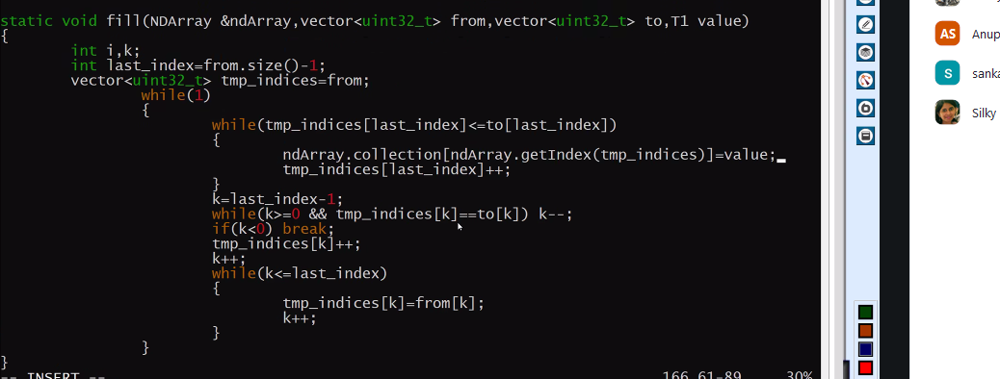 static void fill(NDArray &ndArray,vector<uint32_t> from,vector<uint32_t> to,T1 value)
{
int i,k;
int last_index=from.size()-1;
vector<uint32_t> tmp_indices=from;
while(1)
{
while(tmp_indices[last_index]<=to[last_index])
{
ndArray.collection[ndArray.getIndex(tmp_indices)]=value;
tmp_indices[last_index]++;
}
k=last_index-1;
while(k>=0 && tmp_indices[k]==to[k]) k--;
if(k<0) break;
tmp_indices[k]++;
k++;
while(k<=last_index)
{
tmp_indices[k]=from[k];
k++;
}
}
}
-- INSERT -- 166,61-89 30%
AS Anup
S sanka
Silky